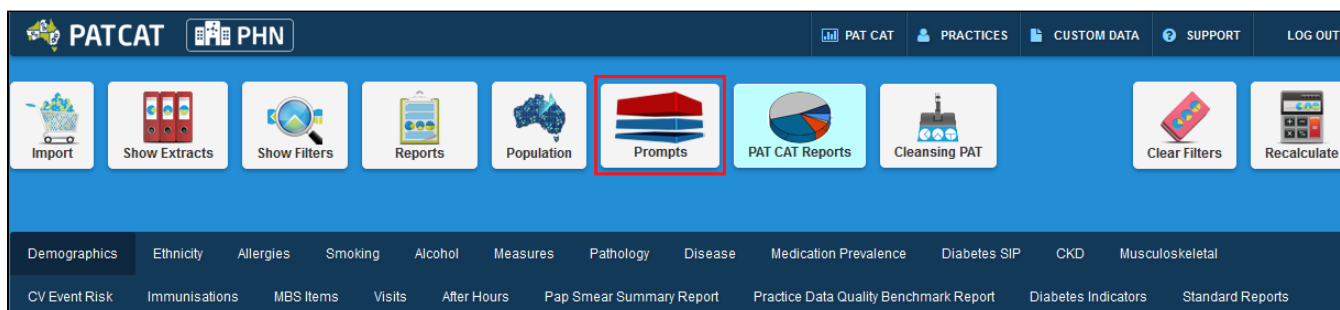 PATCAT PHN PAT CAT PRACTICES CUSTOM DATA SUPPORT LOG OUT
Import Show Extracts Show Filters Reports Population Prompts PAT CAT Reports Cleansing PAT Clear Filters Recalculate
Demographics Ethnicity Allergies Smoking Alcohol Measures Pathology Disease Medication Prevalence Diabetes SIP CKD Musculoskeletal
CV Event Risk Immunisations MBS Items Visits After Hours Pap Smear Summary Report Practice Data Quality Benchmark Report Diabetes Indicators Standard Reports